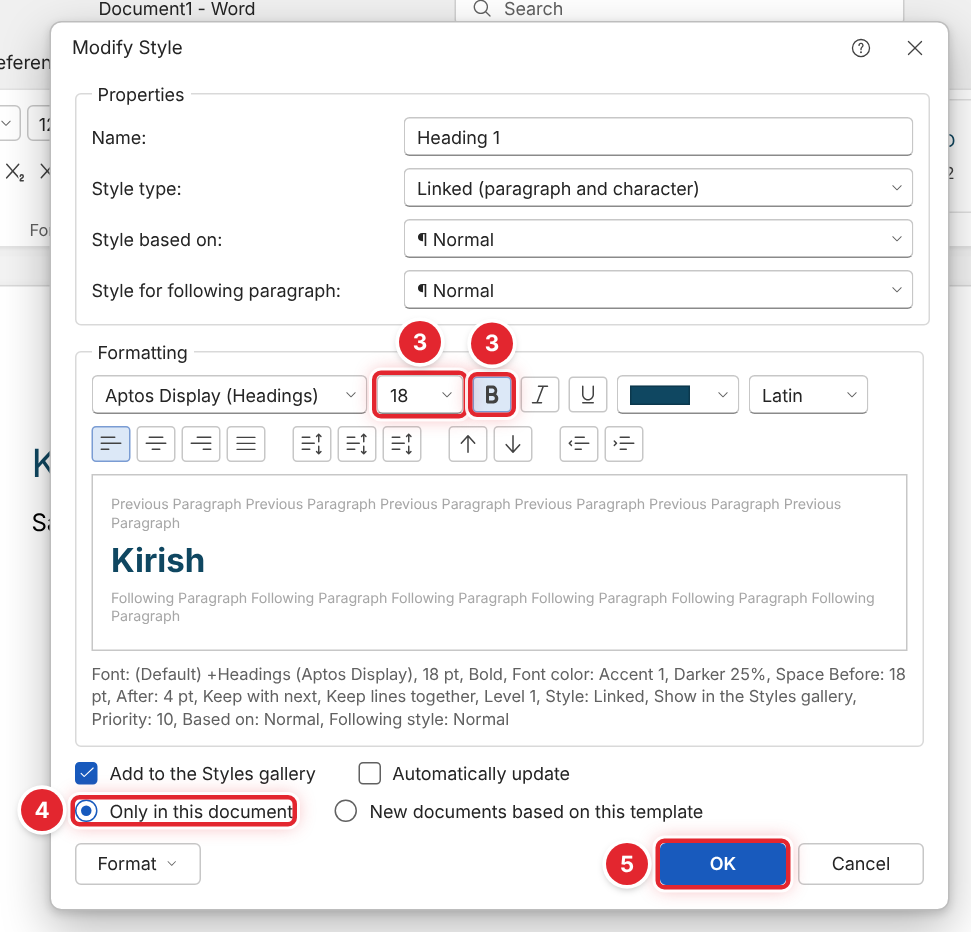 Document1 - Word
Search
Modify Style
Properties
Name:
Heading 1
Style type:
Linked (paragraph and character)
Style based on:
¶ Normal
Style for following paragraph:
¶ Normal
3
3
Formatting
Aptos Display (Headings)
18
B
I
U
Latin
Previous Paragraph Previous Paragraph Previous Paragraph Previous Paragraph Previous Paragraph Previous
Paragraph
Kirish
Following Paragraph Following Paragraph Following Paragraph Following Paragraph Following Paragraph Following
Paragraph
Font: (Default) +Headings (Aptos Display), 18 pt, Bold, Font color: Accent 1, Darker 25%, Space Before: 18
pt, After: 4 pt, Keep with next, Keep lines together, Level 1, Style: Linked, Show in the Styles gallery,
Priority: 10, Based on: Normal, Following style: Normal
Add to the Styles gallery
Automatically update
4
Only in this document
New documents based on this template
Format
5
OK
Cancel